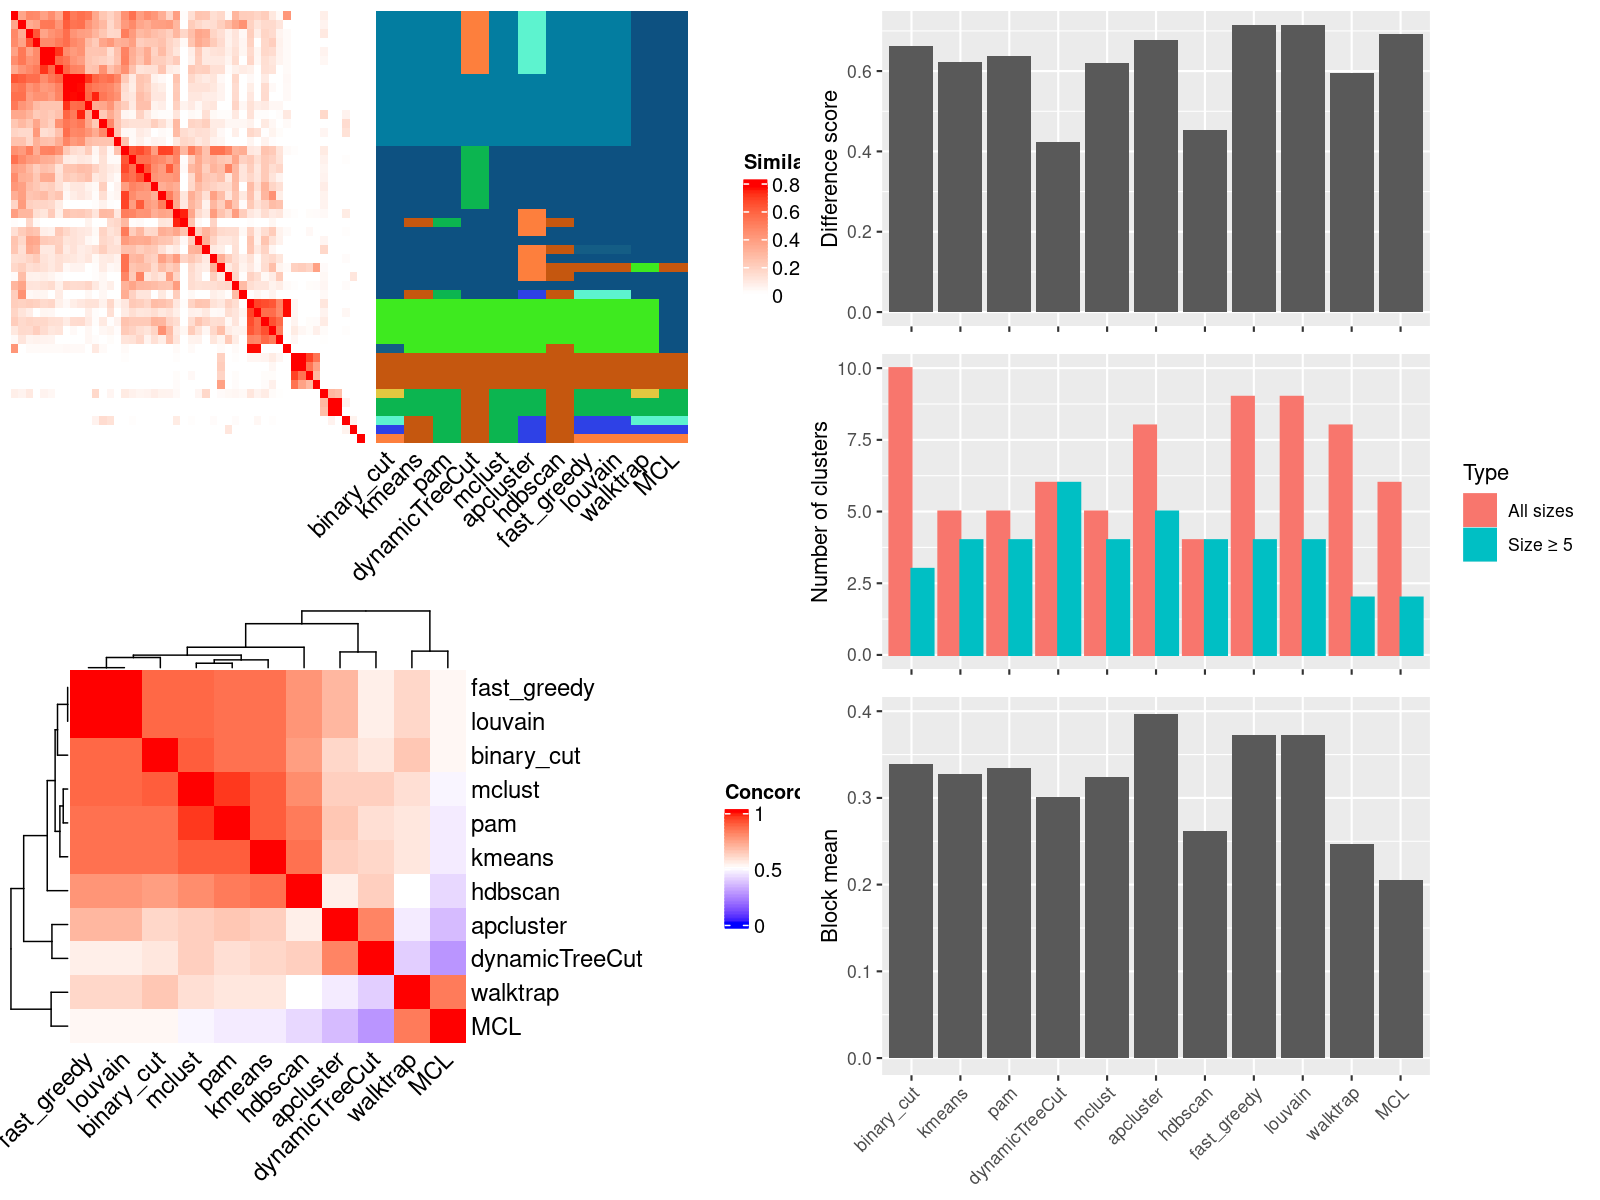 Simila
0.8
0.6
0.4
0.2
0
binary_cut
kmeans
pam
dynamicTreeCut
mclust
apcluster
hdbscan
fast_greedy
louvain
walktrap
MCL
fast_greedy
louvain
binary_cut
mclust
pam
kmeans
hdbscan
apcluster
dynamicTreeCut
walktrap
MCL
fast_greedy
louvain
binary_cut
mclust
pam
kmeans
hdbscan
apcluster
dynamicTreeCut
walktrap
MCL
Concord
1
0.5
0
Difference score
0.6
0.4
0.2
0.0
Number of clusters
10.0
7.5
5.0
2.5
0.0
Type
All sizes
Size ≥ 5
Block mean
0.4
0.3
0.2
0.1
0.0
binary_cut
kmeans
pam
dynamicTreeCut
mclust
apcluster
hdbscan
fast_greedy
louvain
walktrap
MCL